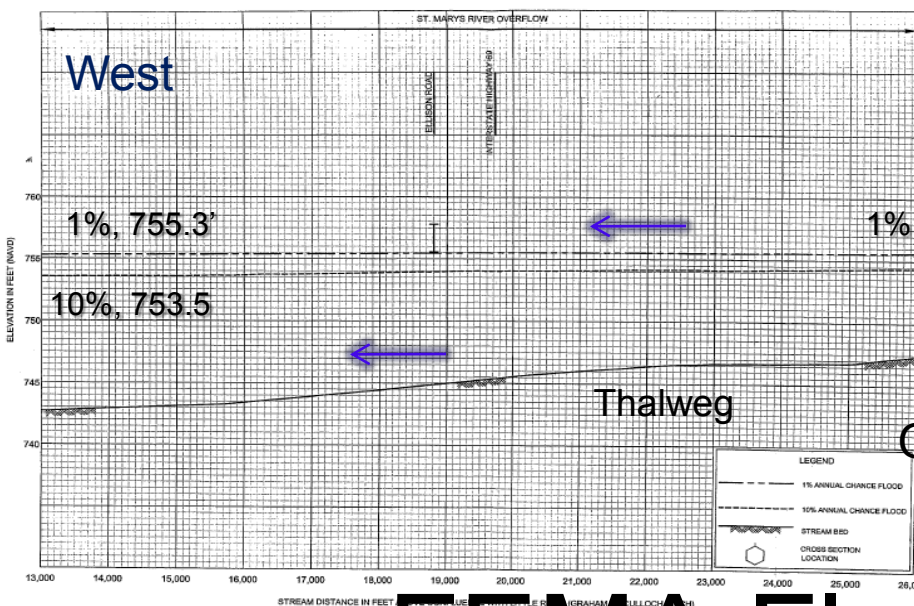 ST. MARYS RIVER OVERFLOW
West
ELLISON ROAD
INTERSTATE HIGHWAY 69
760
1%, 755.3’
1%
755
10%, 753.5
750
ELEVATION IN FEET (NAVD)
745
Thalweg
740
LEGEND
1% ANNUAL CHANCE FLOOD
10% ANNUAL CHANCE FLOOD
STREAM BED
CROSS SECTION
LOCATION
13,000 14,000 15,000 16,000 17,000 18,000 19,000 20,000 21,000 22,000 23,000 24,000 25,000 26,0
STREAM DISTANCE IN FEET